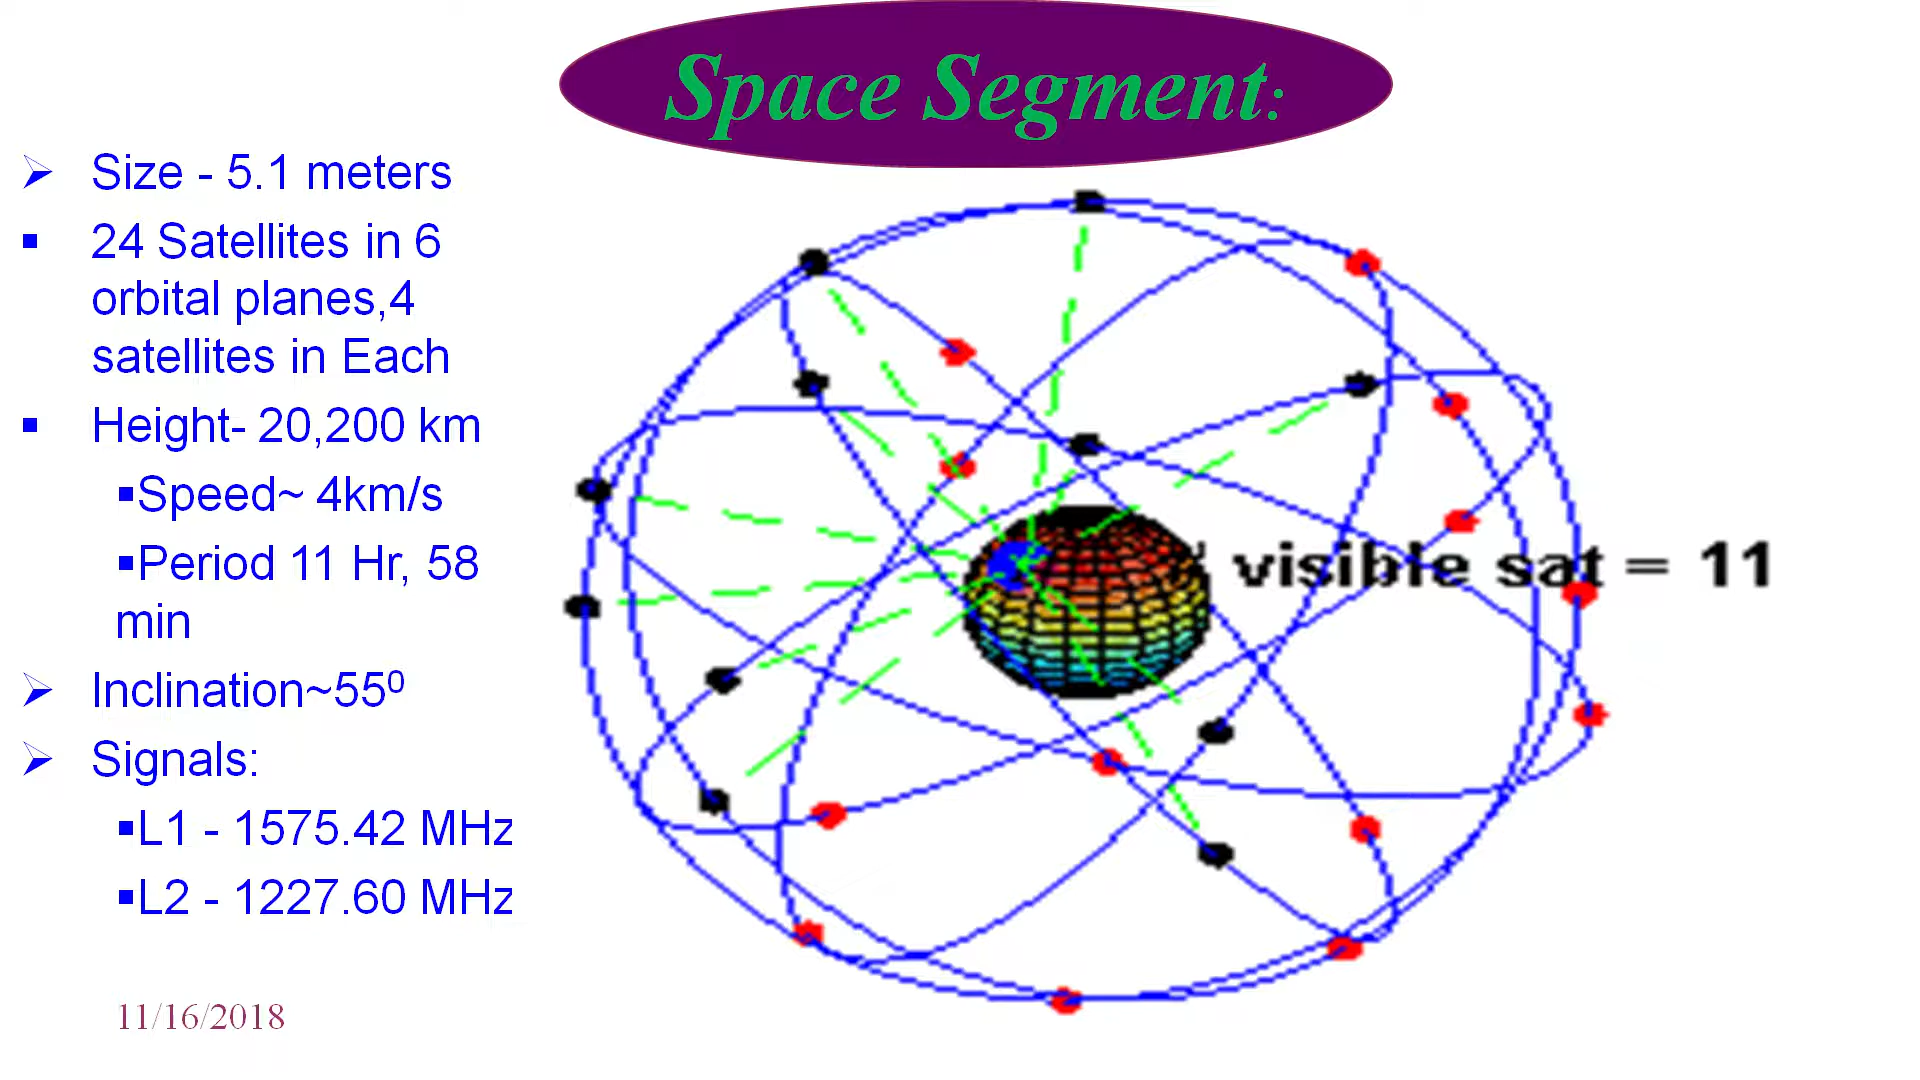 Space Segment:
Size - 5.1 meters
24 Satellites in 6
orbital planes,4
satellites in Each
Height- 20,200 km
Speed~ 4km/s
Period 11 Hr, 58
min
visible sat = 11
Inclination~55⁰
Signals:
L1 - 1575.42 MHz
L2 - 1227.60 MHz
11/16/2018